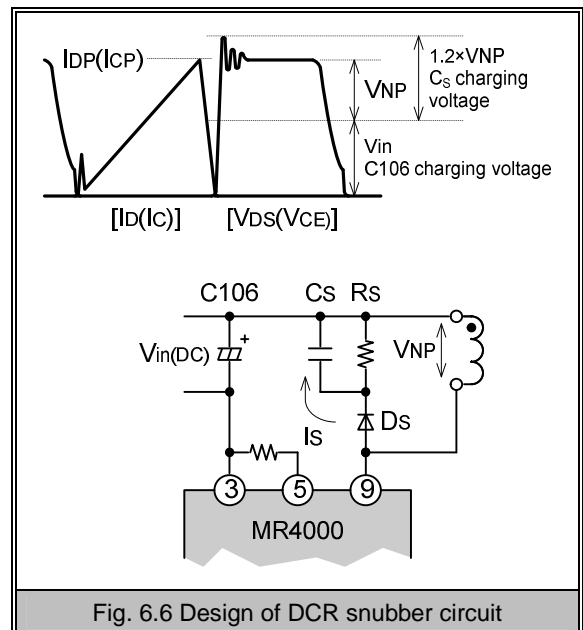 IDP(ICP)
1.2×VNP
CS charging
voltage
VNP
Vin
C106 charging voltage
[ID(IC)] [VDS(VCE)]
C106 CS RS
+
Vin(DC)
VNP
IS
DS
3 5 9
MR4000
Fig. 6.6 Design of DCR snubber circuit